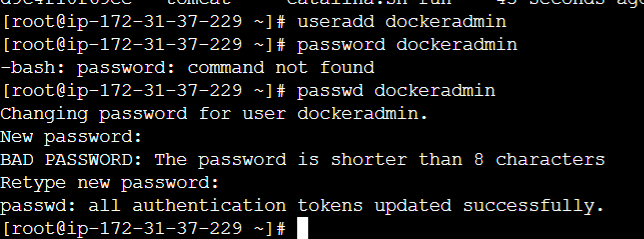 [root@ip-172-31-37-229 ~]# useradd dockeradmin
[root@ip-172-31-37-229 ~]# password dockeradmin
-bash: password: command not found
[root@ip-172-31-37-229 ~]# passwd dockeradmin
Changing password for user dockeradmin.
New password:
BAD PASSWORD: The password is shorter than 8 characters
Retype new password:
passwd: all authentication tokens updated successfully.
[root@ip-172-31-37-229 ~]#